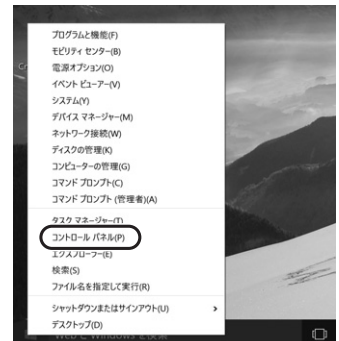 プログラムと機能(F)
モビリティ センター(B)
電源オプション(O)
イベント ビューアー(V)
システム(Y)
デバイス マネージャー(M)
ネットワーク接続(W)
ディスクの管理(K)
コンピューターの管理(G)
コマンド プロンプト(C)
コマンド プロンプト (管理者)(A)
タスク マネージャー(T)
コントロール パネル(P)
エクスプローラー(E)
検索(S)
ファイル名を指定して実行(R)
シャットダウンまたはサインアウト(U)
デスクトップ(D)
Web と Windows を検索